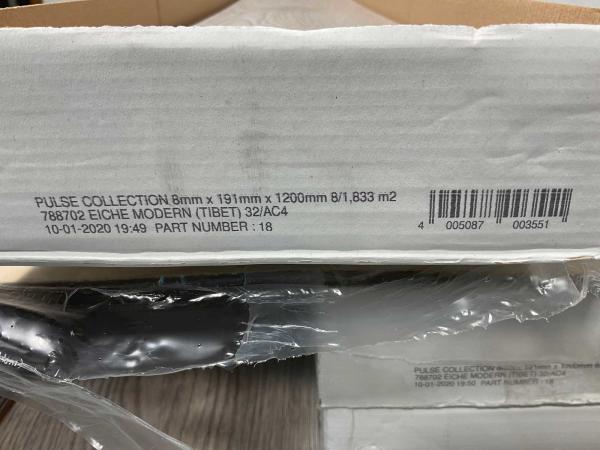 PULSE COLLECTION 8mm x 191mm x 1200mm 8/1,833 m2
788702 EICHE MODERN (TIBET) 32/AC4
10-01-2020 19:49 PART NUMBER : 18
4 005087 003551
PULSE COLLECTION
788702 EICHE MODERN (TIBET) 32/AC4
10-01-2020 19:50 PART NUMBER : 18